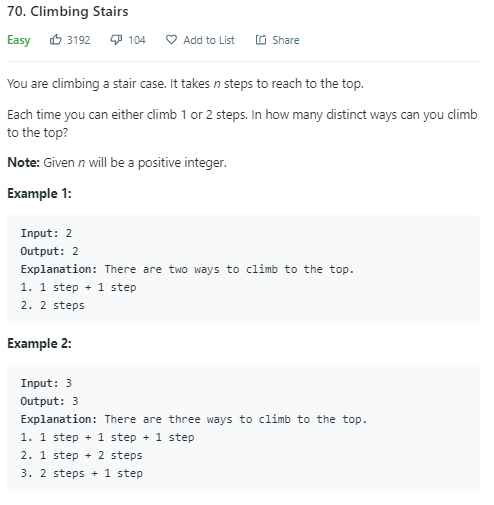 70. Climbing Stairs
Easy 3192 104 Add to List Share
You are climbing a stair case. It takes n steps to reach to the top.
Each time you can either climb 1 or 2 steps. In how many distinct ways can you climb
to the top?
Note: Given n will be a positive integer.
Example 1:
Input: 2
Output: 2
Explanation: There are two ways to climb to the top.
1. 1 step + 1 step
2. 2 steps
Example 2:
Input: 3
Output: 3
Explanation: There are three ways to climb to the top.
1. 1 step + 1 step + 1 step
2. 1 step + 2 steps
3. 2 steps + 1 step